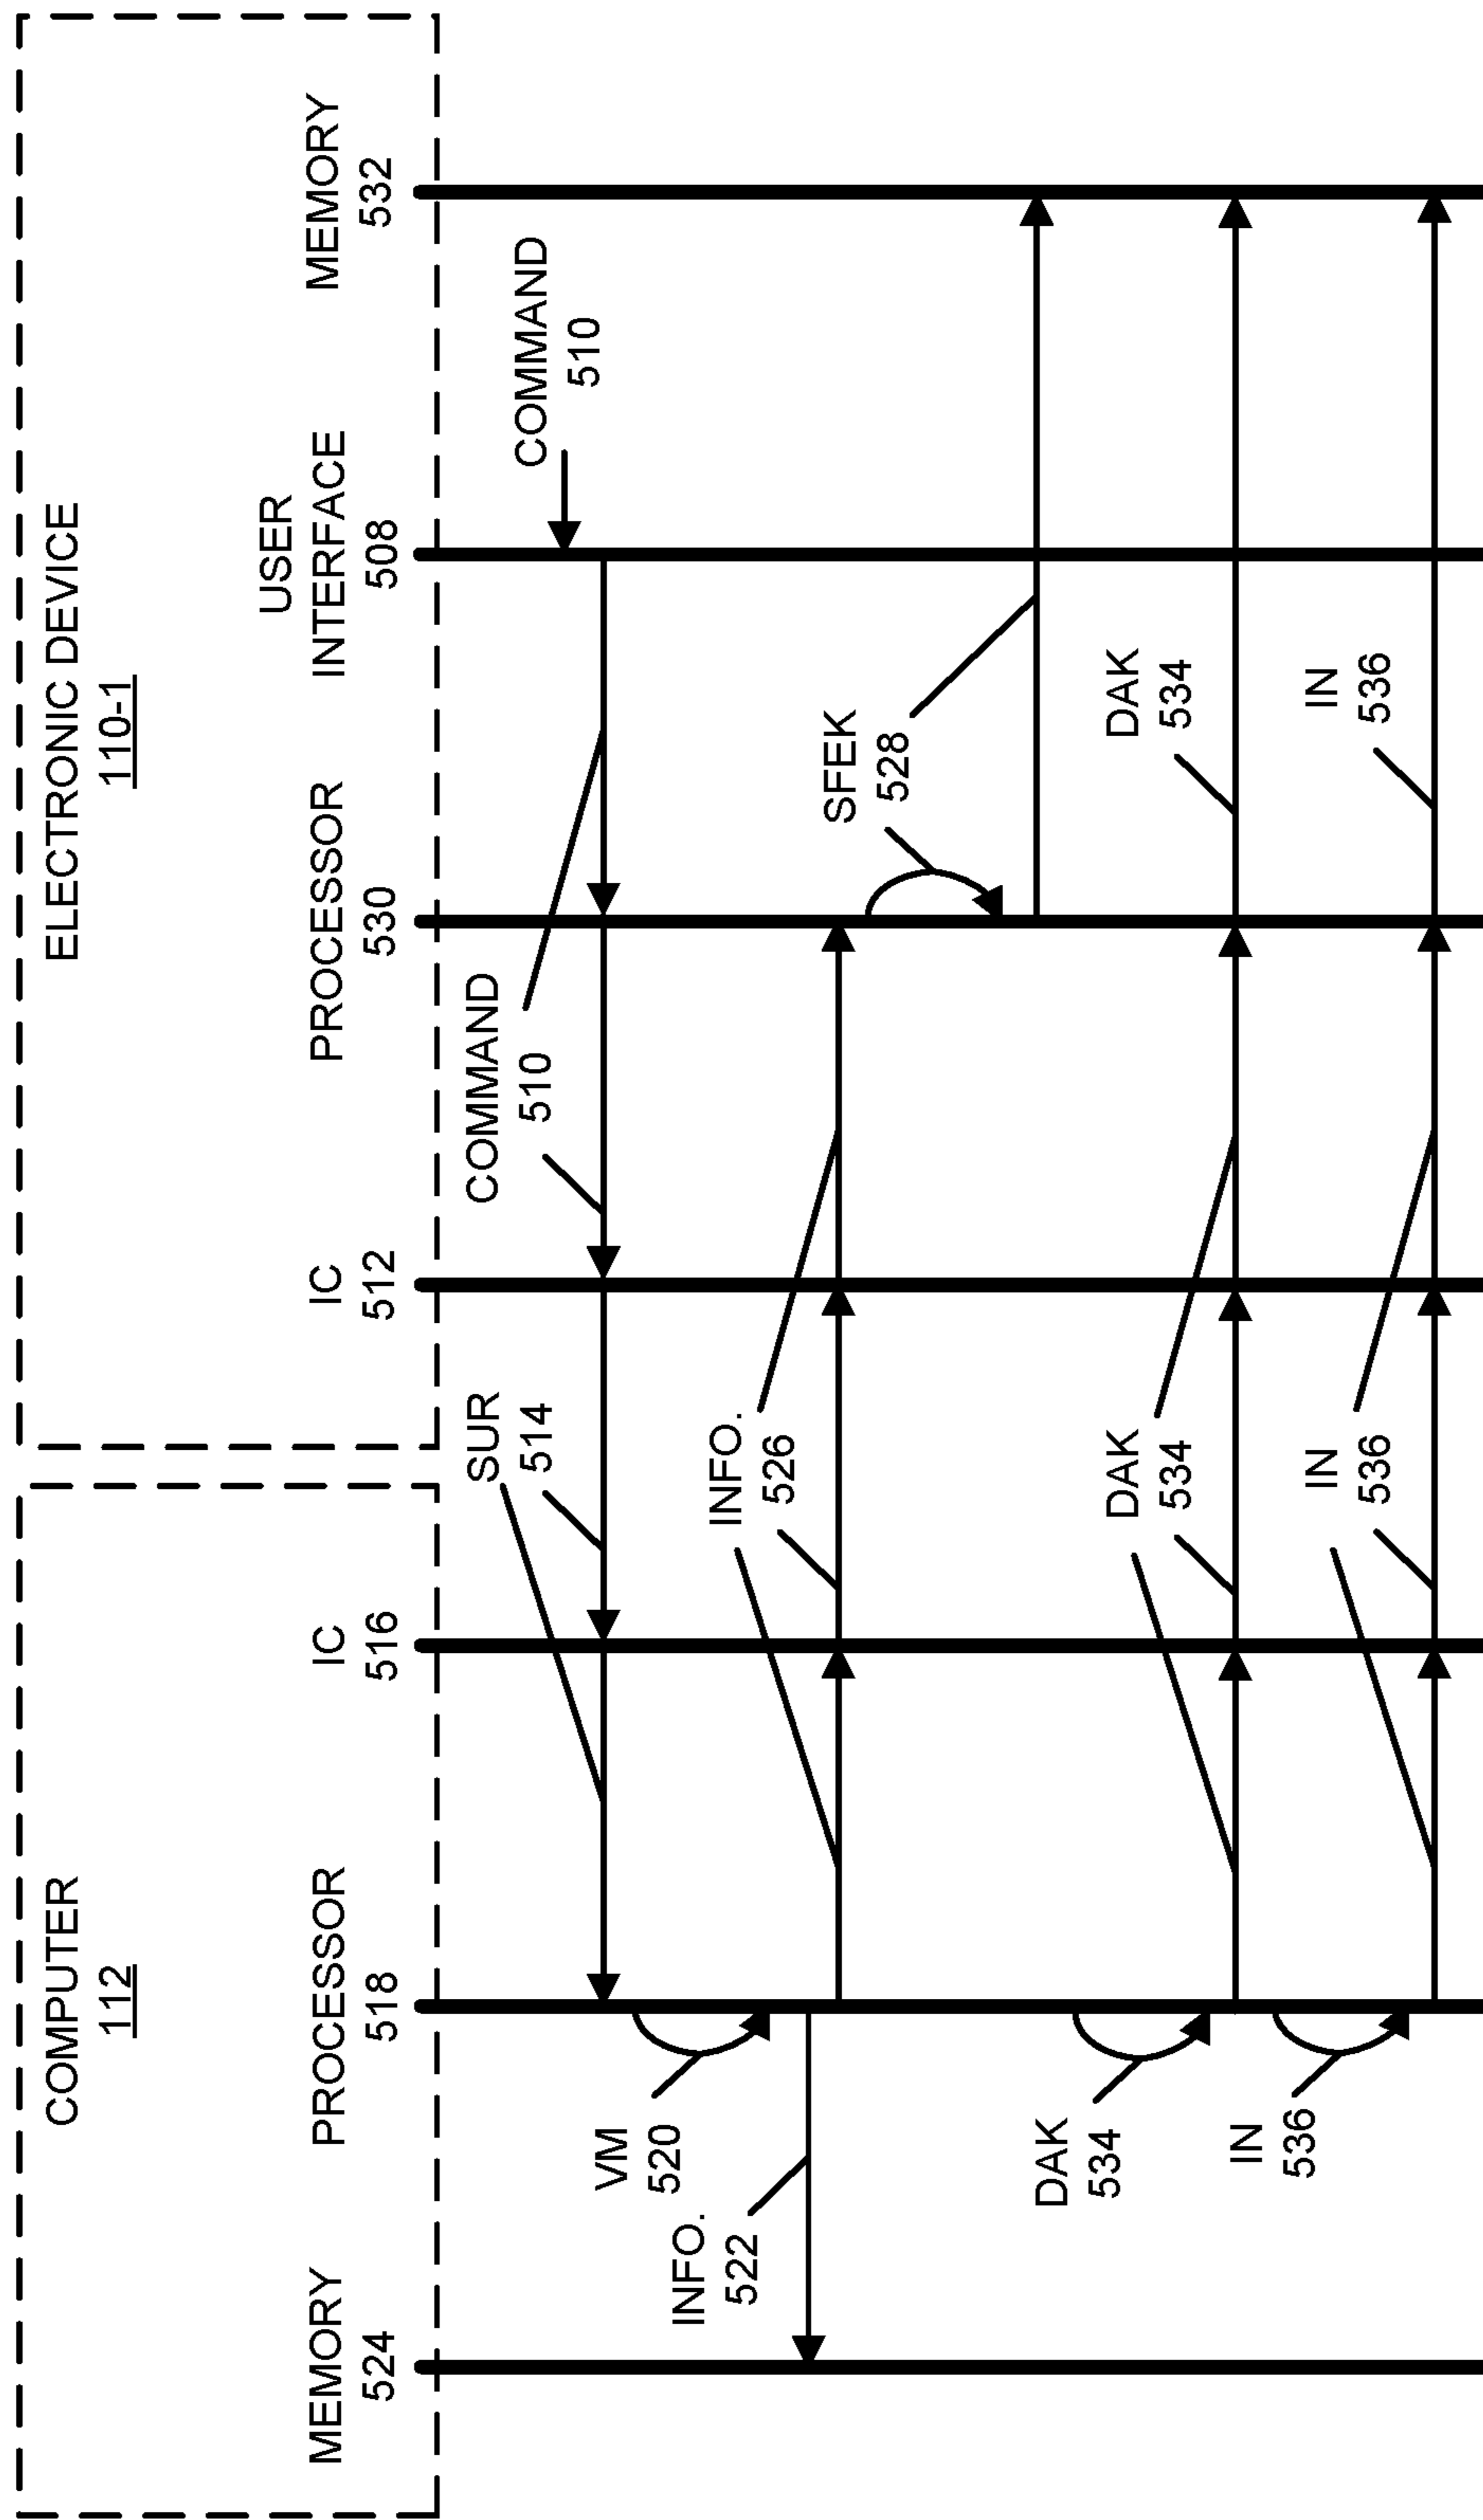 COMPUTER
112
ELECTRONIC DEVICE
110-1
MEMORY
524
PROCESSOR
518
IC
516
IC
512
PROCESSOR
530
USER
INTERFACE
508
MEMORY
532
SUR
514
COMMAND
510
COMMAND
510
VM
520
INFO.
522
INFO.
526
SFEK
528
DAK
534
DAK
534
DAK
534
IN
536
IN
536
IN
536